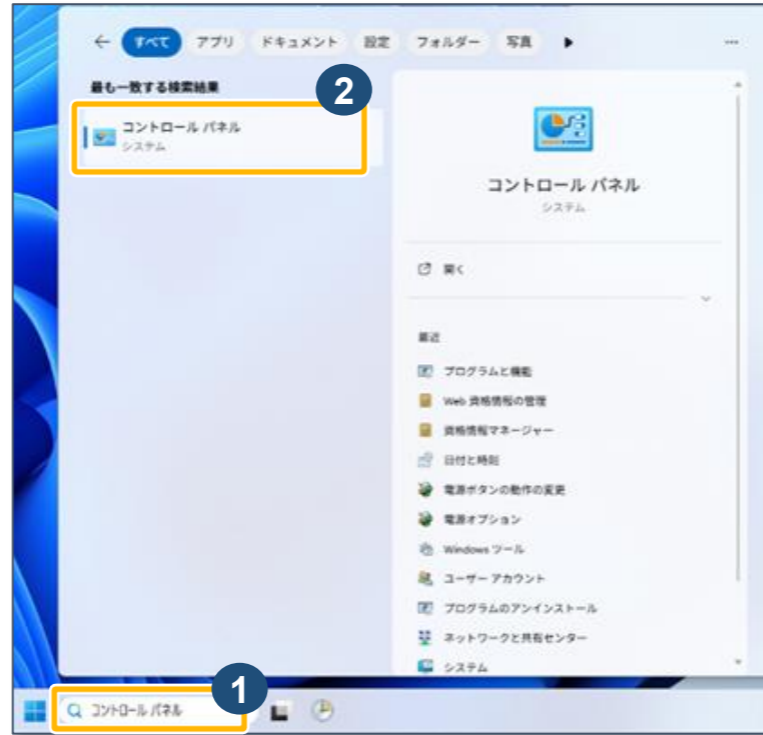 すべて アプリ ドキュメント 設定 フォルダー 写真
最も一致する検索結果
2
コントロール パネル
システム
コントロール パネル
システム
開く
最近
プログラムと機能
Web 資格情報の管理
資格情報マネージャー
日付と時刻
電源ボタンの動作の変更
電源オプション
Windows ツール
ユーザー アカウント
プログラムのアンインストール
ネットワークと共有センター
システム
1
コントロール パネル